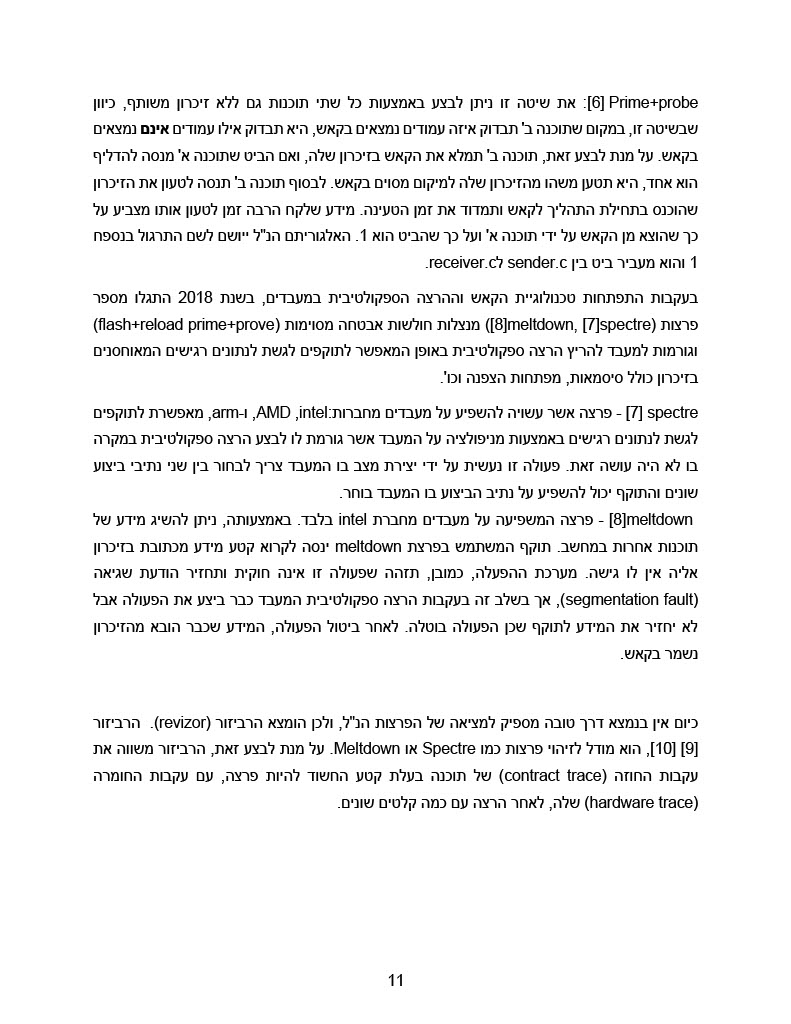 Prime+probe [6]: את שיטה זו ניתן לבצע באמצעות כל שתי תוכנות גם ללא זיכרון משותף, כיוון
שבשיטה זו, במקום שתוכנה ב' תבדוק איזה עמודים נמצאים בקאש, היא תבדוק אילו עמודים אינם נמצאים
בקאש. על מנת לבצע זאת, תוכנה ב' תמלא את הקאש בזיכרון שלה, ואם הביט שתוכנה א' מנסה להדליף
הוא אחד, היא תטען משהו מהזיכרון שלה למיקום מסוים בקאש. לבסוף תוכנה ב' תנסה לטעון את הזיכרון
שהוכנס בתחילת התהליך לקאש ותמדוד את זמן הטעינה. מידע שלקח הרבה זמן לטעון אותו מצביע על
כך שהוצא מן הקאש על ידי תוכנה א' ועל כך שהביט הוא 1. האלגוריתם הנ"ל ייושם לשם התרגול בנספח
1 והוא מעביר ביט בין sender.c לreceiver.c.
בעקבות התפתחות טכנולוגיית הקאש וההרצה הספקולטיבית במעבדים, בשנת 2018 התגלו מספר
פרצות (meltdown, [7]spectre[8]) מנצלות חולשות אבטחה מסוימות (flash+reload prime+prove)
וגורמות למעבד להריץ הרצה ספקולטיבית באופן המאפשר לתוקפים לגשת לנתונים רגישים המאוחסנים
בזיכרון כולל סיסמאות, מפתחות הצפנה וכו'.
spectre [7] - פרצה אשר עשויה להשפיע על מעבדים מחברות:AMD ,intel, ו-arm, מאפשרת לתוקפים
לגשת לנתונים רגישים באמצעות מניפולציה על המעבד אשר גורמת לו לבצע הרצה ספקולטיבית במקרה
בו לא היה עושה זאת. פעולה זו נעשית על ידי יצירת מצב בו המעבד צריך לבחור בין שני נתיבי ביצוע
שונים והתוקף יכול להשפיע על נתיב הביצוע בו המעבד בוחר.
meltdown[8] - פרצה המשפיעה על מעבדים מחברת intel בלבד. באמצעותה, ניתן להשיג מידע של
תוכנות אחרות במחשב. תוקף המשתמש בפרצת meltdown ינסה לקרוא קטע מידע מכתובת בזיכרון
אליה אין לו גישה. מערכת ההפעלה, כמובן, תזהה שפעולה זו אינה חוקית ותחזיר הודעת שגיאה
(segmentation fault), אך בשלב זה בעקבות הרצה ספקולטיבית המעבד כבר ביצע את הפעולה אבל
לא יחזיר את המידע לתוקף שכן הפעולה בוטלה. לאחר ביטול הפעולה, המידע שכבר הובא מהזיכרון
נשמר בקאש.
כיום אין בנמצא דרך טובה מספיק למציאה של הפרצות הנ"ל, ולכן הומצא הרביזור (revizor). הרביזור
[9] [10], הוא מודל לזיהוי פרצות כמו Spectre או Meltdown. על מנת לבצע זאת, הרביזור משווה את
עקבות החוזה (contract trace) של תוכנה בעלת קטע החשוד להיות פרצה, עם עקבות החומרה
(hardware trace) שלה, לאחר הרצה עם כמה קלטים שונים.
11